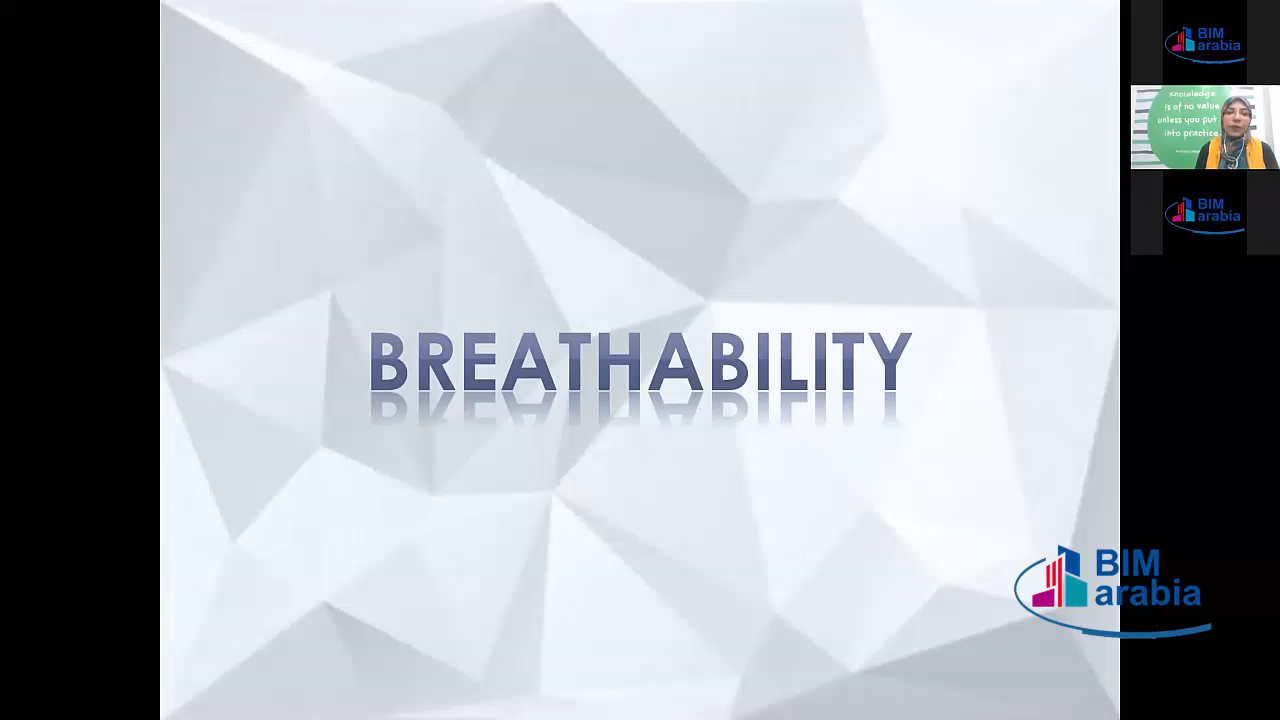 BREATHABILITY
BIM
arabia
knowledge
is of no value
unless you put
into practice
BIM
arabia
BIM
arabia